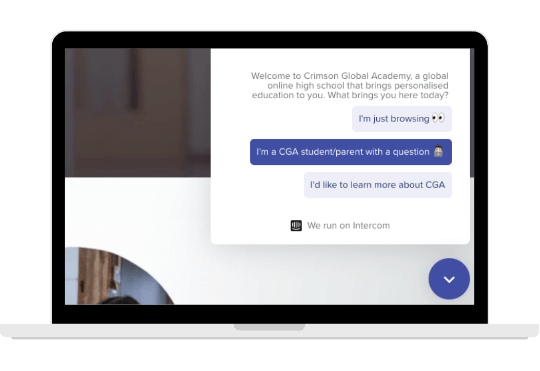 Welcome to Crimson Global Academy, a global
online high school that brings personalised
education to you. What brings you here today?
I'm just browsing 👀
I'm a CGA student/parent with a question 👩🏻‍🎓
I'd like to learn more about CGA
We run on Intercom